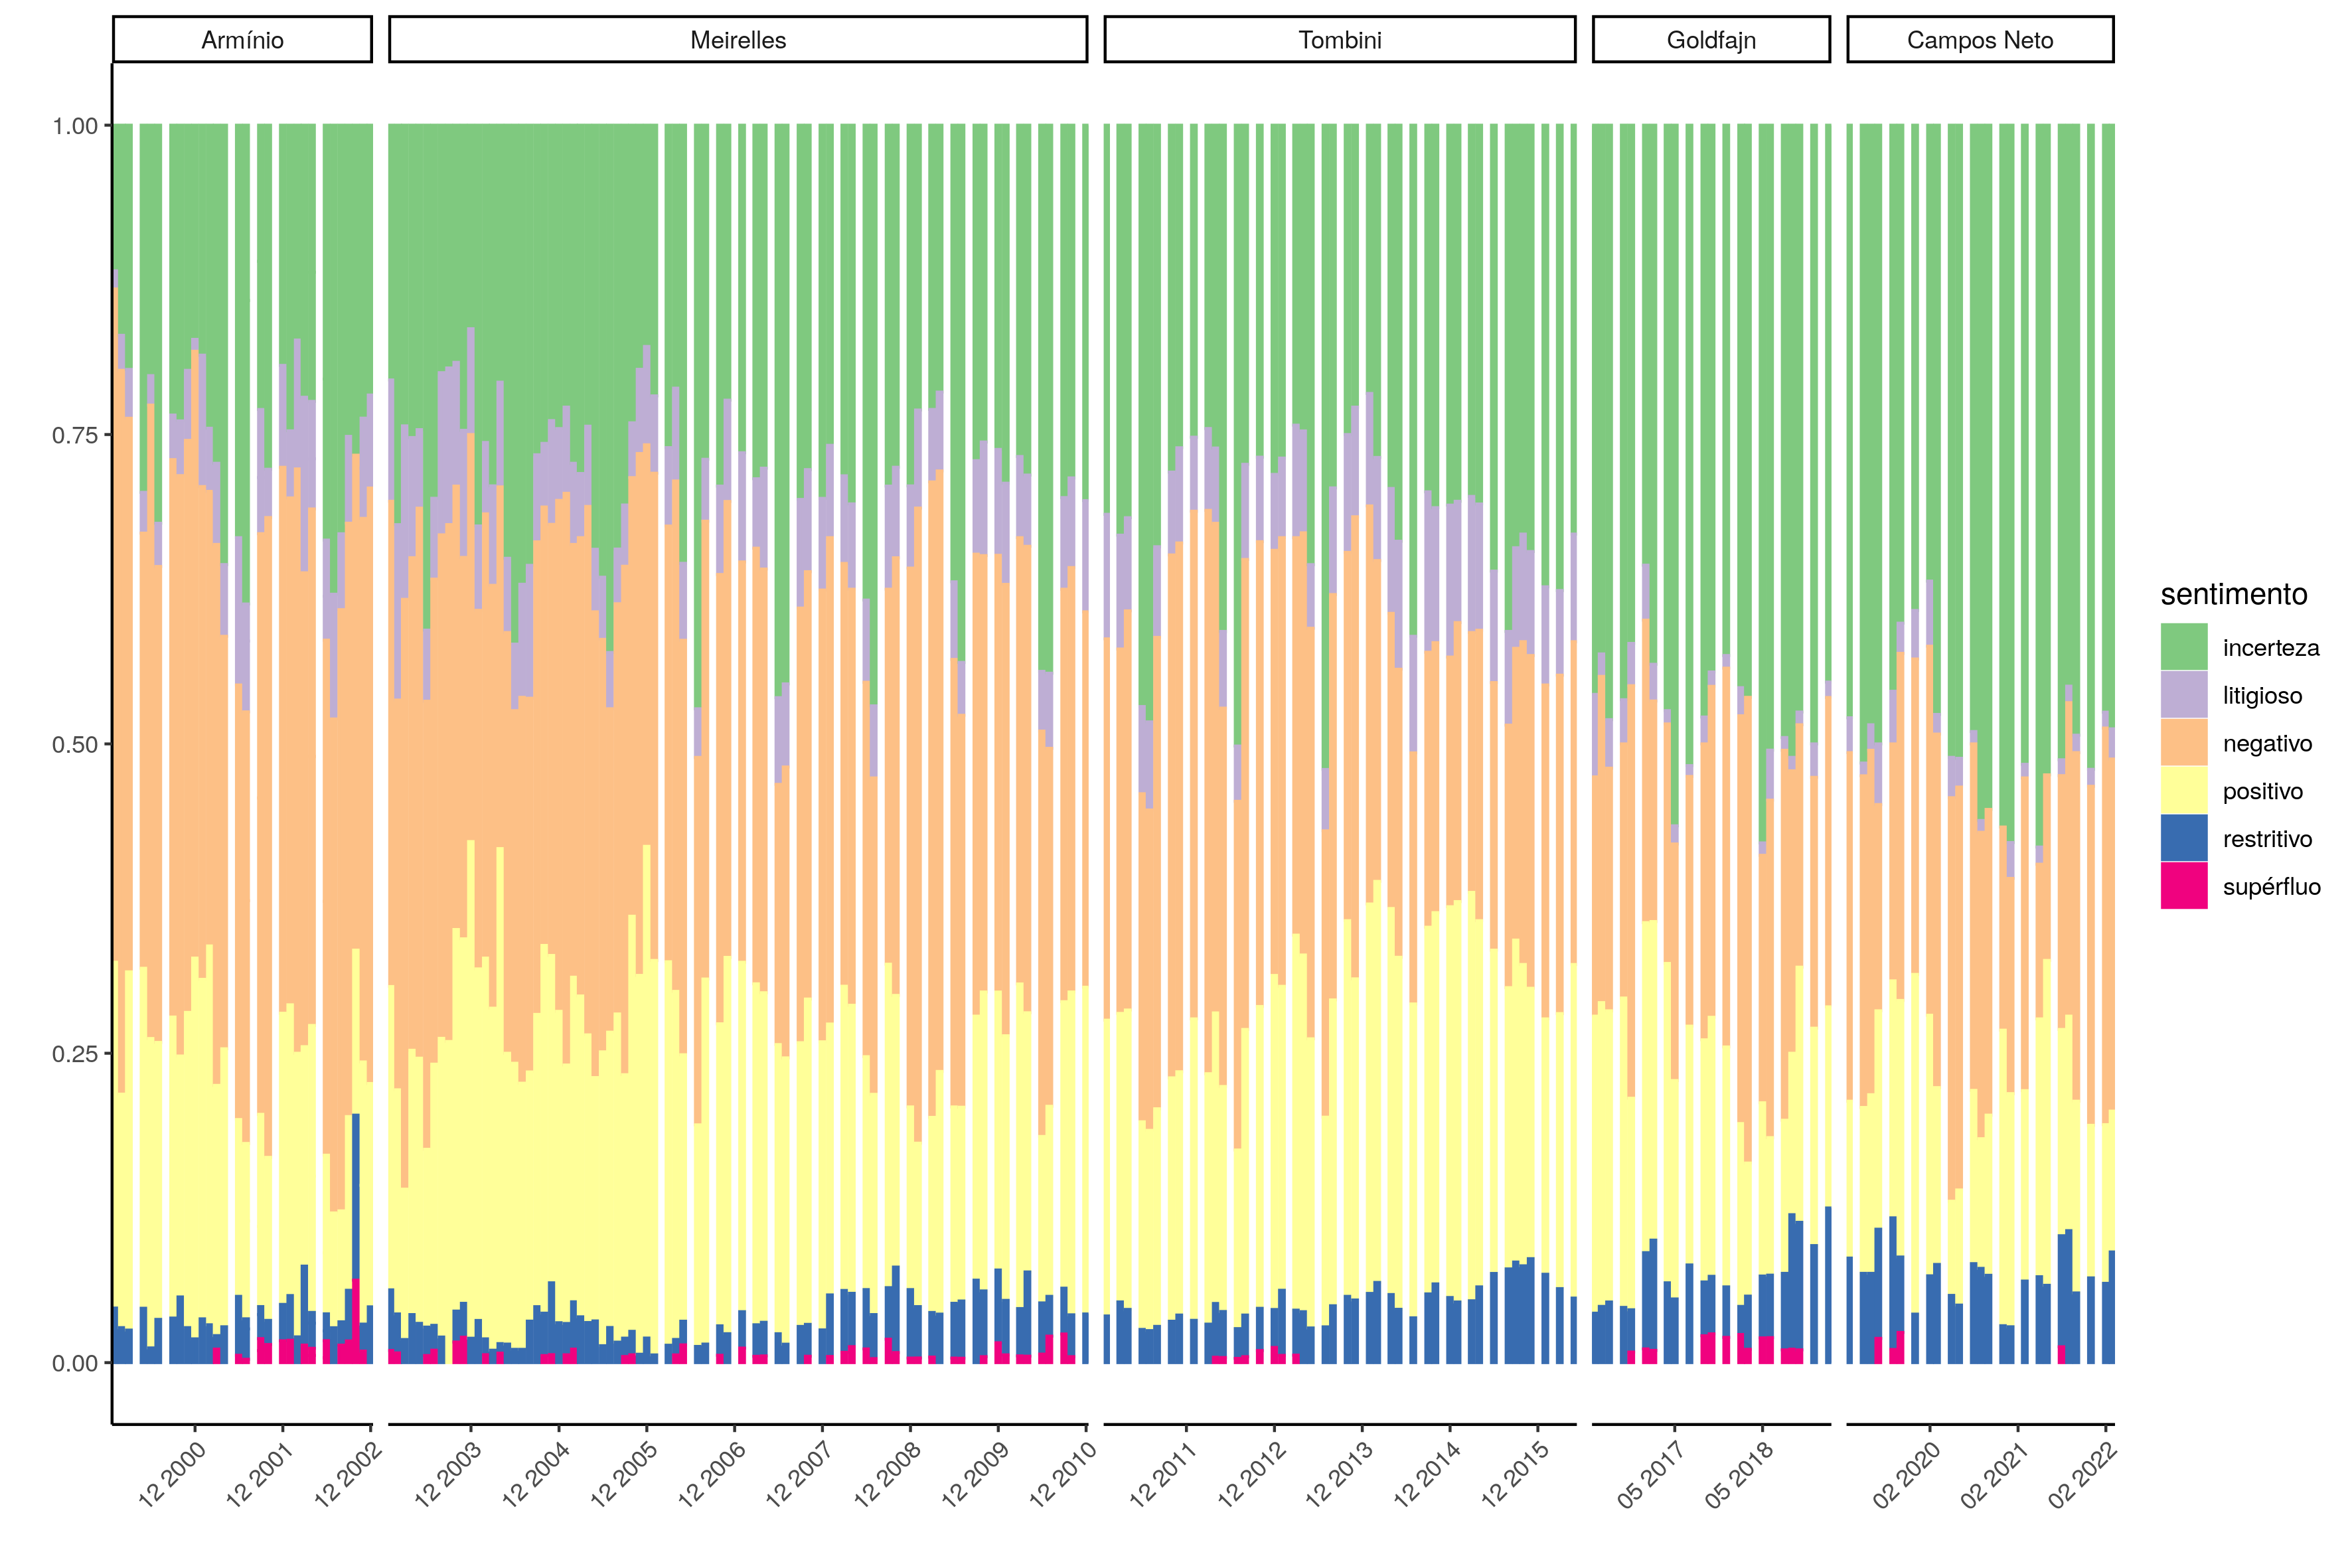 Armínio
Meirelles
Tombini
Goldfajn
Campos Neto
1.00
0.75
0.50
0.25
0.00
12 2000
12 2001
12 2002
12 2003
12 2004
12 2005
12 2006
12 2007
12 2008
12 2009
12 2010
12 2011
12 2012
12 2013
12 2014
12 2015
05 2017
05 2018
02 2020
02 2021
02 2022
sentimento
incerteza
litigioso
negativo
positivo
restritivo
supérfluo